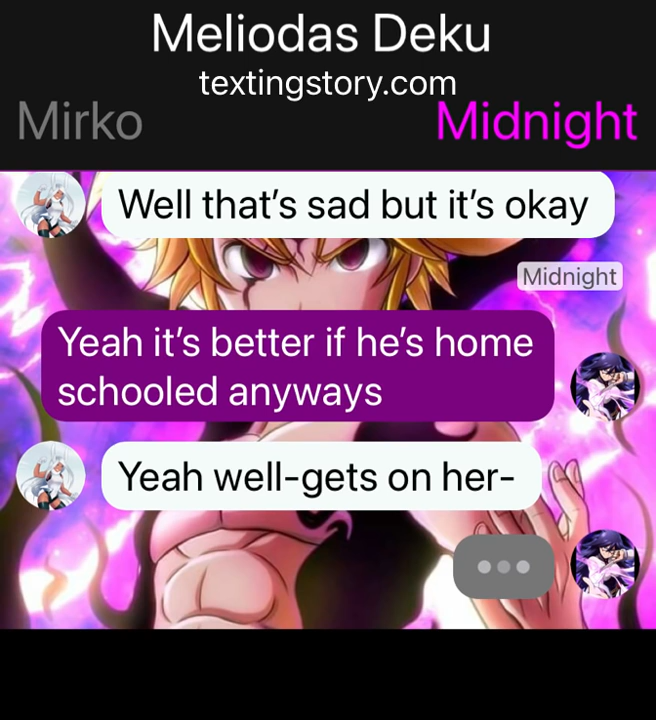 Meliodas Deku
textingstory.com
Mirko Midnight
Well that’s sad but it’s okay
Midnight
Yeah it’s better if he’s home
schooled anyways
Yeah well-gets on her-